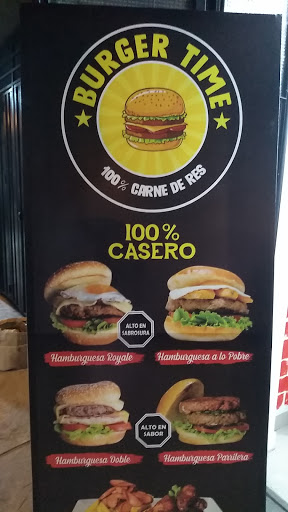 BURGER TIME
100% CARNE DE RES
100%
CASERO
ALTO EN
SABROSURA
Hamburguesa Royale
Hamburguesa a lo Pobre
ALTO EN
SABOR
Hamburguesa Doble
Hamburguesa Parrilera